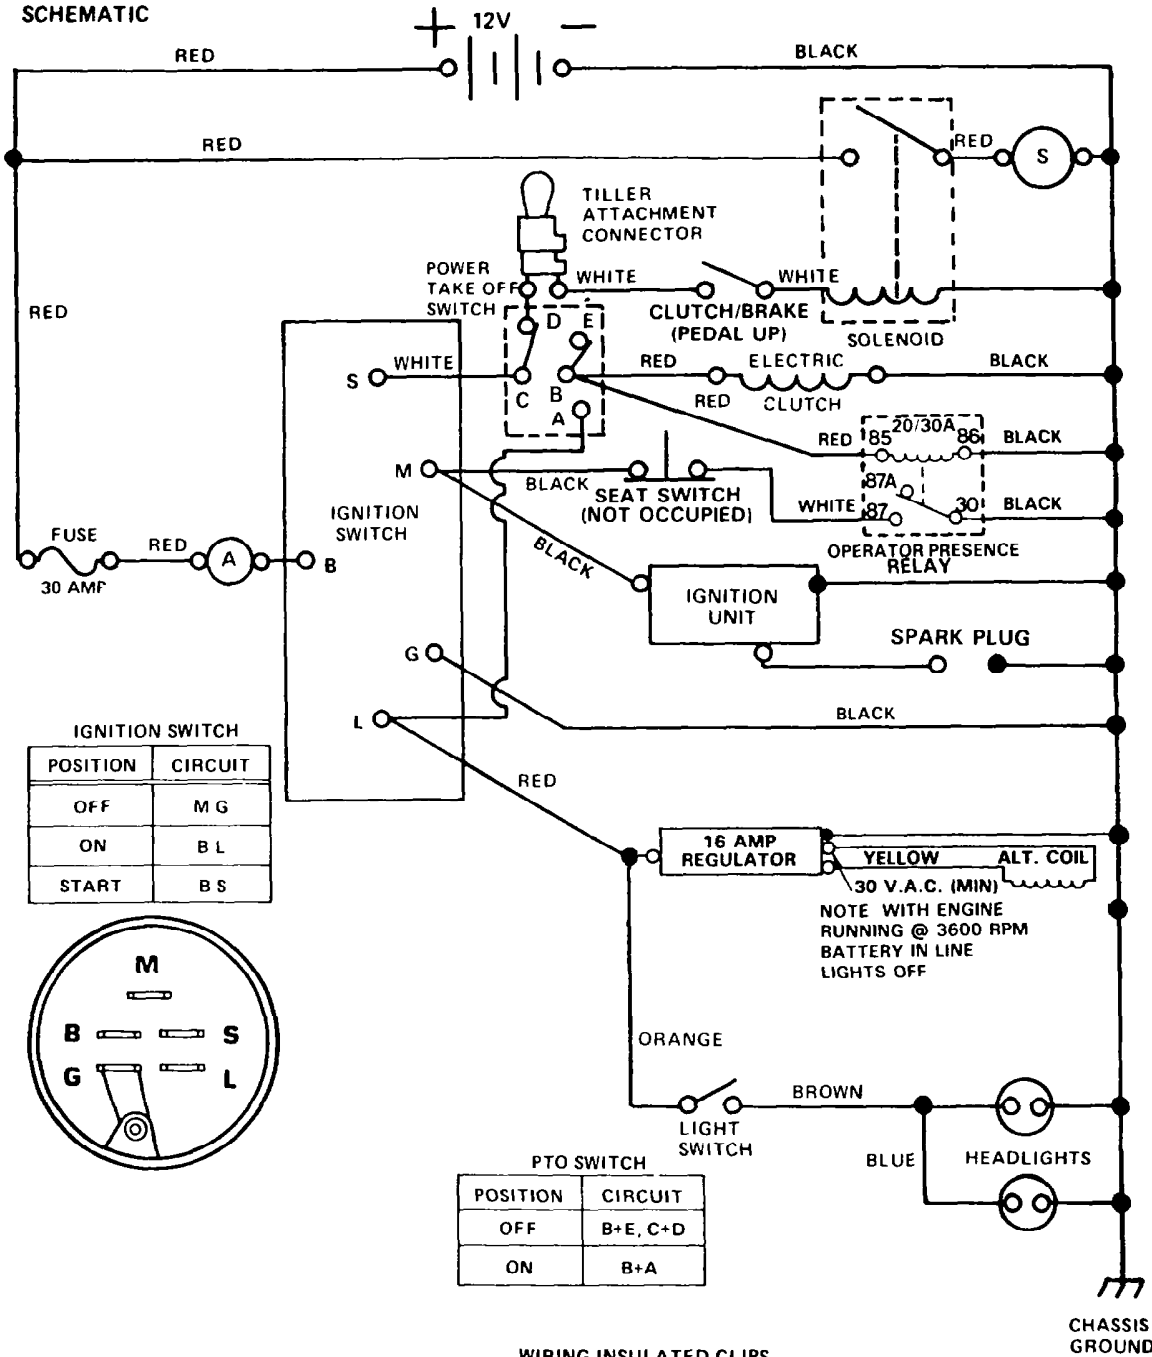 SCHEMATIC
+ 12V −
RED
BLACK
RED
RED
S
TILLER
ATTACHMENT
CONNECTOR
POWER
TAKE OFF
SWITCH
WHITE
WHITE
CLUTCH/BRAKE
(PEDAL UP)
SOLENOID
RED
D
E
S
WHITE
C
B
A
RED
ELECTRIC
CLUTCH
BLACK
RED
RED
85
20/30A
86
BLACK
M
BLACK
SEAT SWITCH
(NOT OCCUPIED)
87A
WHITE
87
30
BLACK
OPERATOR PRESENCE
RELAY
IGNITION
SWITCH
FUSE
30 AMP
RED
A
B
BLACK
IGNITION
UNIT
SPARK PLUG
G
L
BLACK
RED
IGNITION SWITCH
POSITION CIRCUIT
OFF M G
ON B L
START B S
16 AMP
REGULATOR
YELLOW
ALT. COIL
30 V.A.C. (MIN)
NOTE WITH ENGINE
RUNNING @ 3600 RPM
BATTERY IN LINE
LIGHTS OFF
M
B
S
G
L
ORANGE
LIGHT
SWITCH
BROWN
BLUE
HEADLIGHTS
PTO SWITCH
POSITION CIRCUIT
OFF B+E, C+D
ON B+A
CHASSIS
GROUND
WIRING INSULATED CLIPS